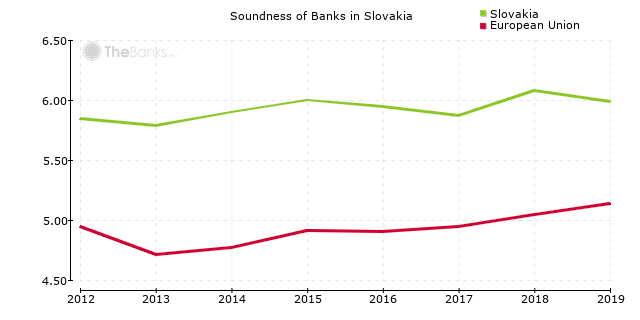 Soundness of Banks in Slovakia
Slovakia
European Union
6.50
TheBanks.eu
6.00
5.50
5.00
4.50
2012 2013 2014 2015 2016 2017 2018 2019